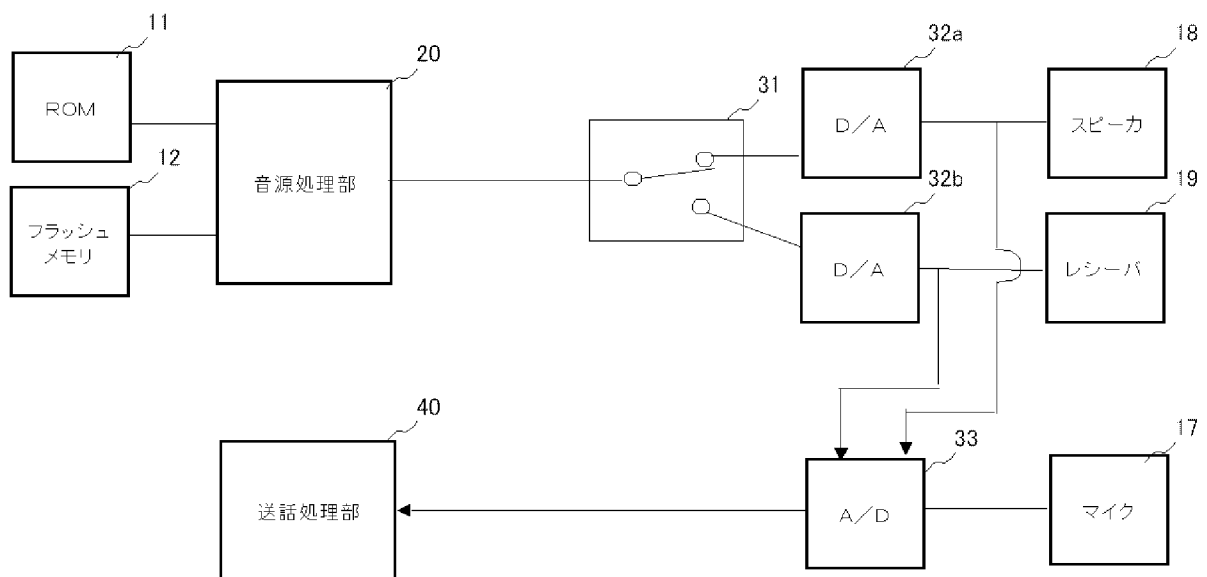 11
ROM
12
フラッシュ
メモリ
20
音源処理部
31
32a
D/A
32b
D/A
18
スピーカ
19
レシーバ
40
送話処理部
33
A/D
17
マイク